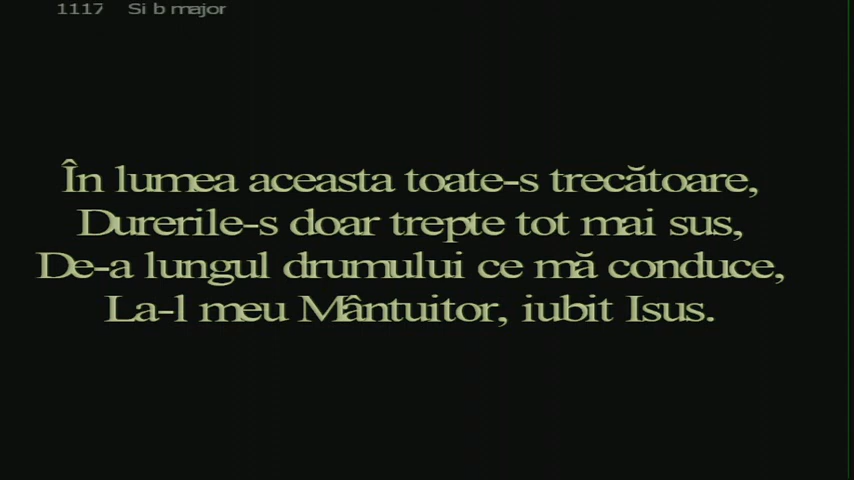 1117 Si b major
În lumea aceasta toate-s trecătoare,
Durerile-s doar trepte tot mai sus,
De-a lungul drumului ce mă conduce,
La-l meu Mântuitor, iubit Isus.